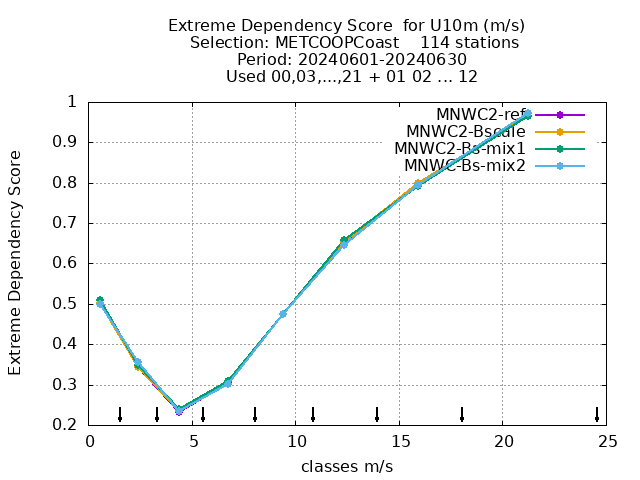 Extreme Dependency Score  for U10m (m/s)
Selection: METCOOPCoast    114 stations
Period: 20240601-20240630
Used 00,03,...,21 + 01 02 ... 12
MNWC2-ref
MNWC2-Bscale
MNWC2-Bs-mix1
MNWC-Bs-mix2
Extreme Dependency Score
1
0.9
0.8
0.7
0.6
0.5
0.4
0.3
0.2
0 5 10 15 20 25
classes m/s